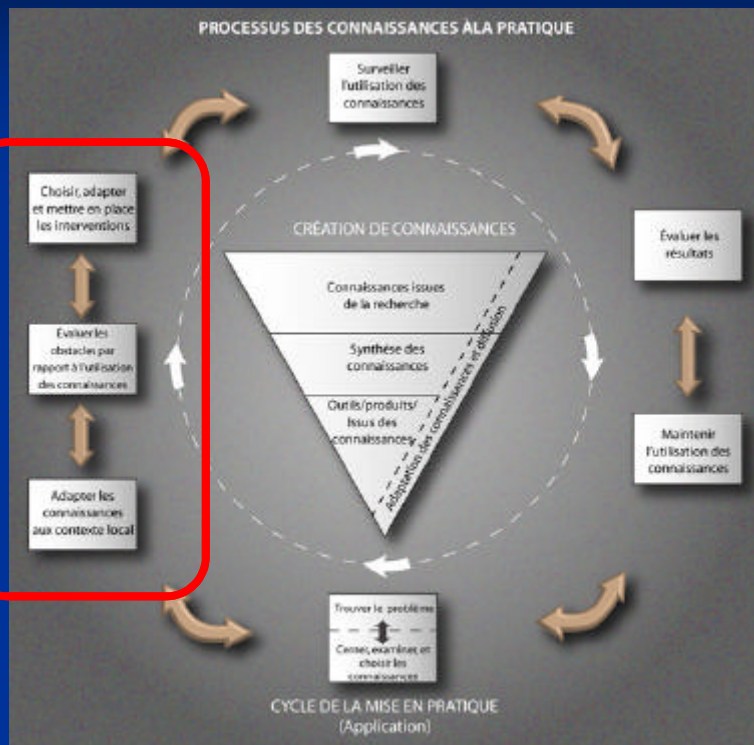 PROCESSUS DES CONNAISSANCES ÀLA PRATIQUE
Surveiller
l'utilisation des
connaissances
Choisir, adapter
et mettre en place
les interventions
Évaluer les
obstacles par
rapport à l'utilisation
des connaissances
Adapter les
connaissances
aux contexte local
CRÉATION DE CONNAISSANCES
Connaissances issues
de la recherche
Synthèse des
connaissances
Outils/produits/
Issus des
connaissances
Adaptation des connaissances et diffusion
Évaluer les
résultats
Maintenir
l'utilisation des
connaissances
Trouver le problème
Cerner, examiner, et
choisir les
connaissances
CYCLE DE LA MISE EN PRATIQUE
(Application)